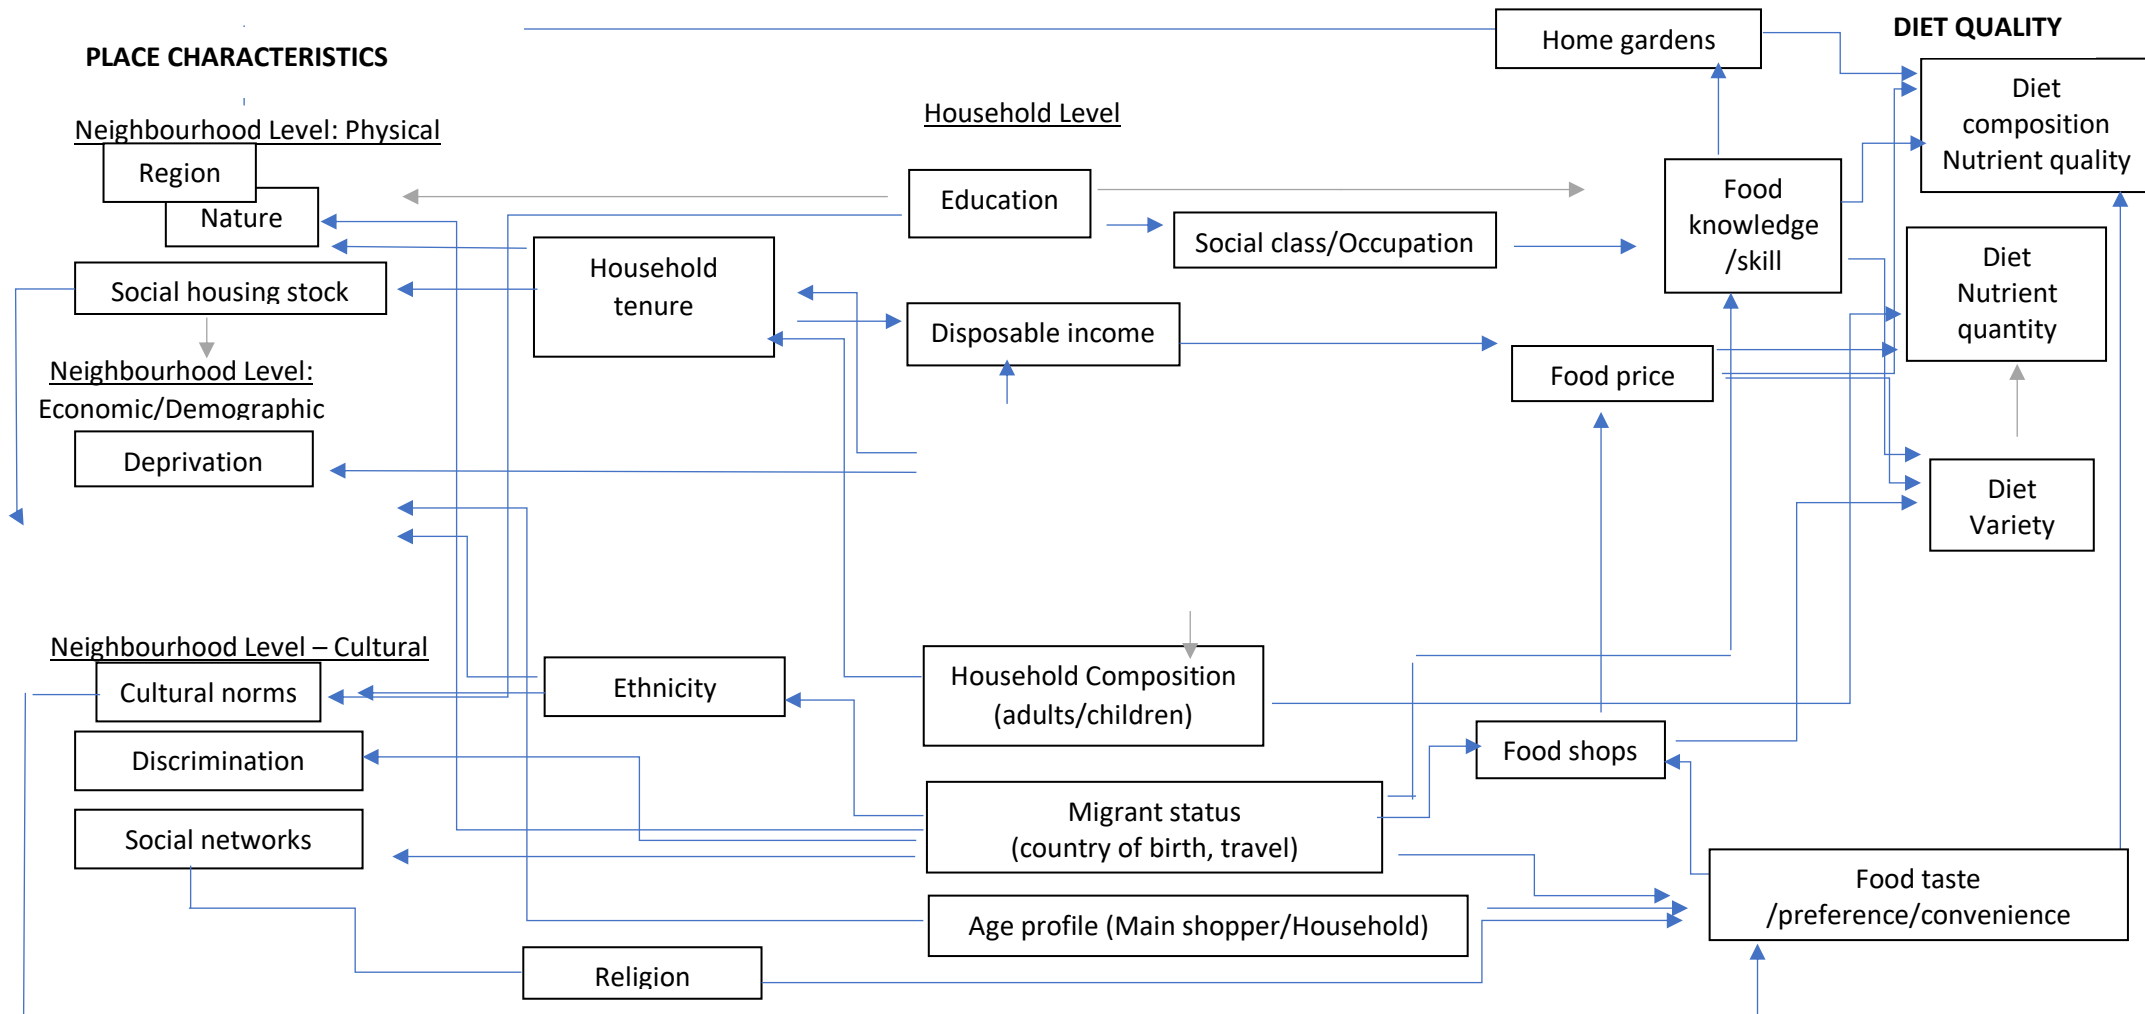 PLACE CHARACTERISTICS
Neighbourhood Level: Physical
Region
Nature
Social housing stock
Neighbourhood Level:
Economic/Demographic
Deprivation
Neighbourhood Level – Cultural
Cultural norms
Discrimination
Social networks
Household
tenure
Ethnicity
Religion
Household Level
Education
Social class/Occupation
Disposable income
Household Composition
(adults/children)
Migrant status
(country of birth, travel)
Age profile (Main shopper/Household)
Home gardens
Food
knowledge
/skill
Food price
Food shops
Food taste
/preference/convenience
DIET QUALITY
Diet
composition
Nutrient quality
Diet
Nutrient
quantity
Diet
Variety